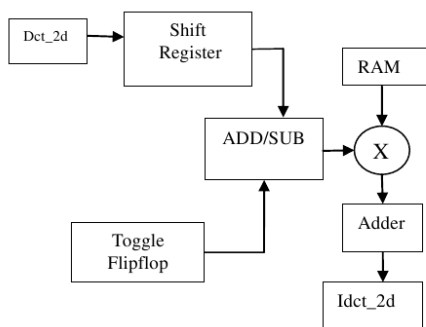 Dct_2d
Shift
Register
RAM
ADD/SUB
X
Toggle
Flipflop
Adder
Idct_2d